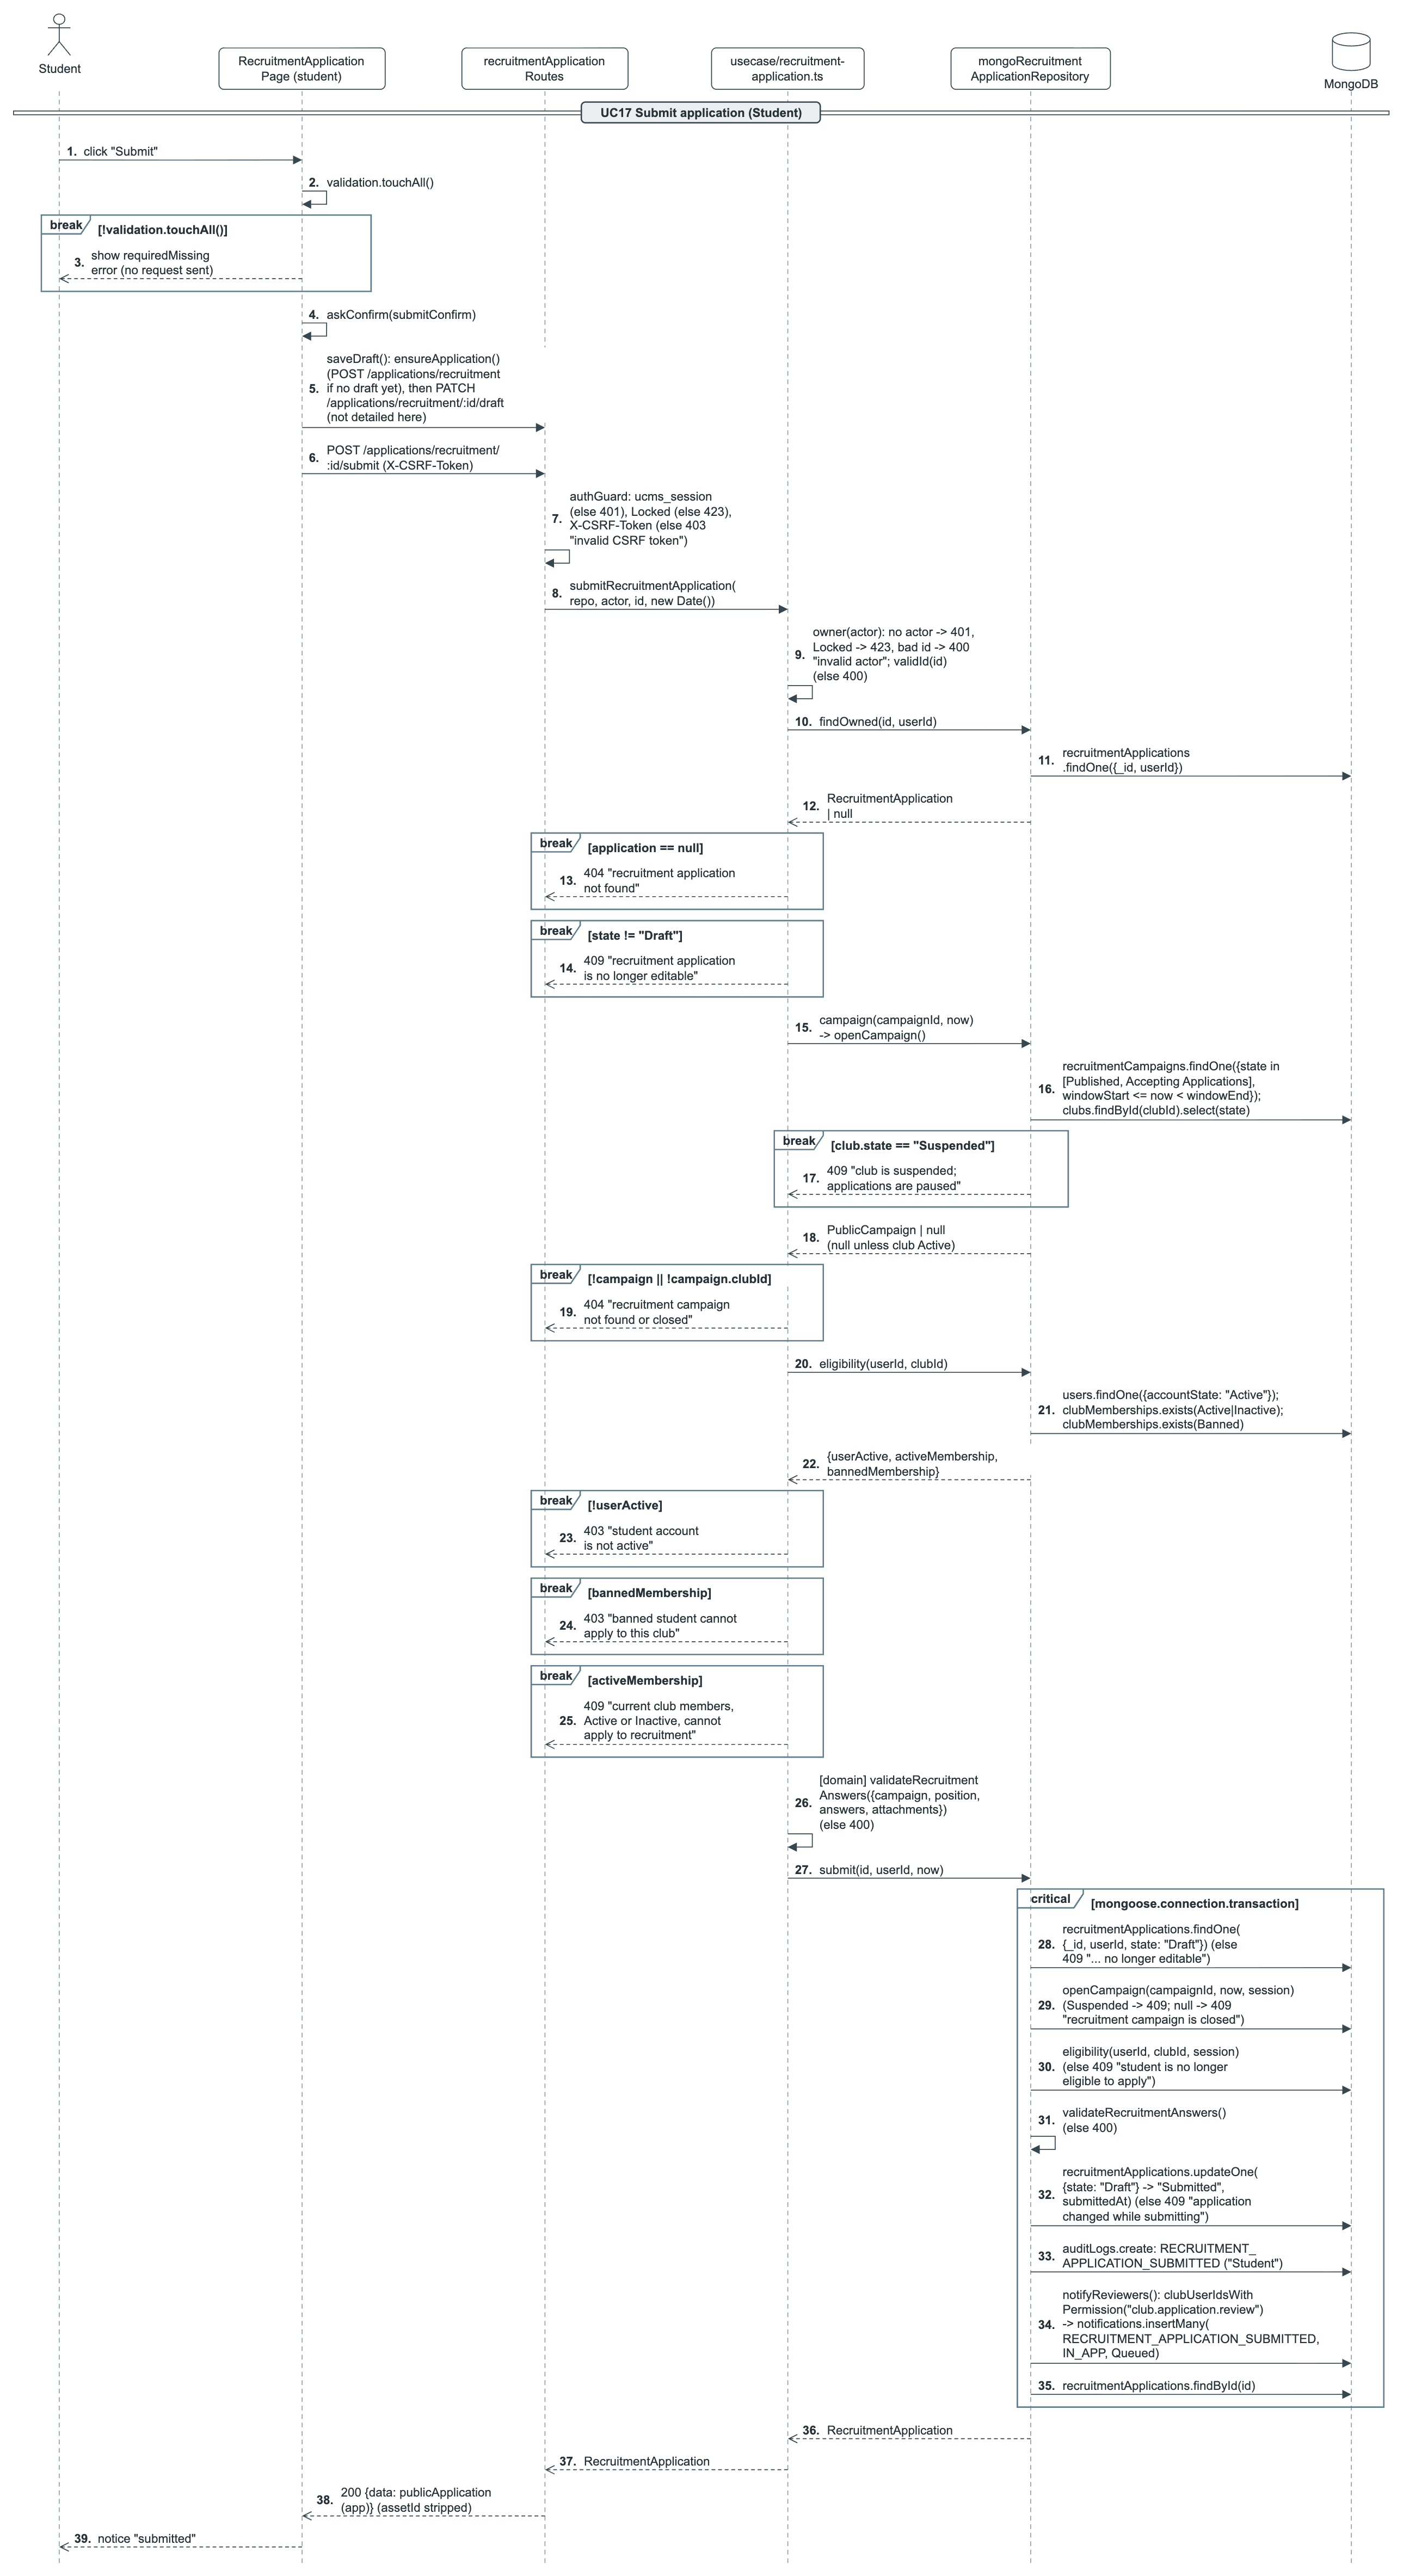 Student
RecruitmentApplication
Page (student)
recruitmentApplication
Routes
usecase/recruitment-
application.ts
mongoRecruitment
ApplicationRepository
MongoDB
UC17 Submit application (Student)
1. click "Submit"
2. validation.touchAll()
break [!validation.touchAll()]
3. show requiredMissing
error (no request sent)
4. askConfirm(submitConfirm)
5. saveDraft(): ensureApplication()
(POST /applications/recruitment
if no draft yet), then PATCH
/applications/recruitment/:id/draft
(not detailed here)
6. POST /applications/recruitment/
:id/submit (X-CSRF-Token)
7. authGuard: ucms_session
(else 401), Locked (else 423),
X-CSRF-Token (else 403
"invalid CSRF token")
8. submitRecruitmentApplication(
repo, actor, id, new Date())
9. owner(actor): no actor -> 401,
Locked -> 423, bad id -> 400
"invalid actor"; validId(id)
(else 400)
10. findOwned(id, userId)
11. recruitmentApplications
.findOne({_id, userId})
12. RecruitmentApplication
| null
break [application == null]
13. 404 "recruitment application
not found"
break [state != "Draft"]
14. 409 "recruitment application
is no longer editable"
15. campaign(campaignId, now)
-> openCampaign()
16. recruitmentCampaigns.findOne({state in
[Published, Accepting Applications],
windowStart <= now < windowEnd});
clubs.findById(clubId).select(state)
break [club.state == "Suspended"]
17. 409 "club is suspended;
applications are paused"
18. PublicCampaign | null
(null unless club Active)
break [!campaign || !campaign.clubId]
19. 404 "recruitment campaign
not found or closed"
20. eligibility(userId, clubId)
21. users.findOne({accountState: "Active"});
clubMemberships.exists(Active|Inactive);
clubMemberships.exists(Banned)
22. {userActive, activeMembership,
bannedMembership}
break [!userActive]
23. 403 "student account
is not active"
break [bannedMembership]
24. 403 "banned student cannot
apply to this club"
break [activeMembership]
25. 409 "current club members,
Active or Inactive, cannot
apply to recruitment"
26. [domain] validateRecruitment
Answers({campaign, position,
answers, attachments})
(else 400)
27. submit(id, userId, now)
critical [mongoose.connection.transaction]
28. recruitmentApplications.findOne(
{_id, userId, state: "Draft"}) (else
409 "... no longer editable")
29. openCampaign(campaignId, now, session)
(Suspended -> 409; null -> 409
"recruitment campaign is closed")
30. eligibility(userId, clubId, session)
(else 409 "student is no longer
eligible to apply")
31. validateRecruitmentAnswers()
(else 400)
32. recruitmentApplications.updateOne(
{state: "Draft"} -> "Submitted",
submittedAt) (else 409 "application
changed while submitting")
33. auditLogs.create: RECRUITMENT_
APPLICATION_SUBMITTED ("Student")
34. notifyReviewers(): clubUserIdsWith
Permission("club.application.review")
-> notifications.insertMany(
RECRUITMENT_APPLICATION_SUBMITTED,
IN_APP, Queued)
35. recruitmentApplications.findById(id)
36. RecruitmentApplication
37. RecruitmentApplication
38. 200 {data: publicApplication
(app)} (assetId stripped)
39. notice "submitted"